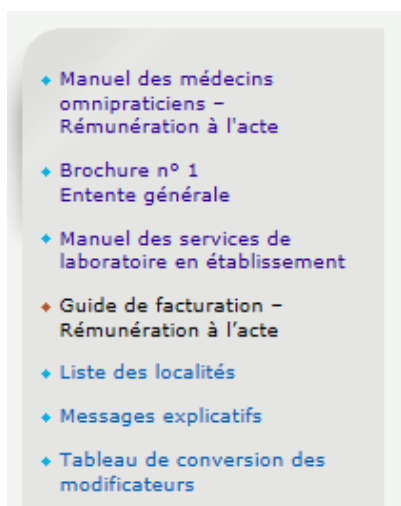 Manuel des médecins
omnipraticiens –
Rémunération à l'acte
Brochure nº 1
Entente générale
Manuel des services de
laboratoire en établissement
Guide de facturation –
Rémunération à l’acte
Liste des localités
Messages explicatifs
Tableau de conversion des
modificateurs